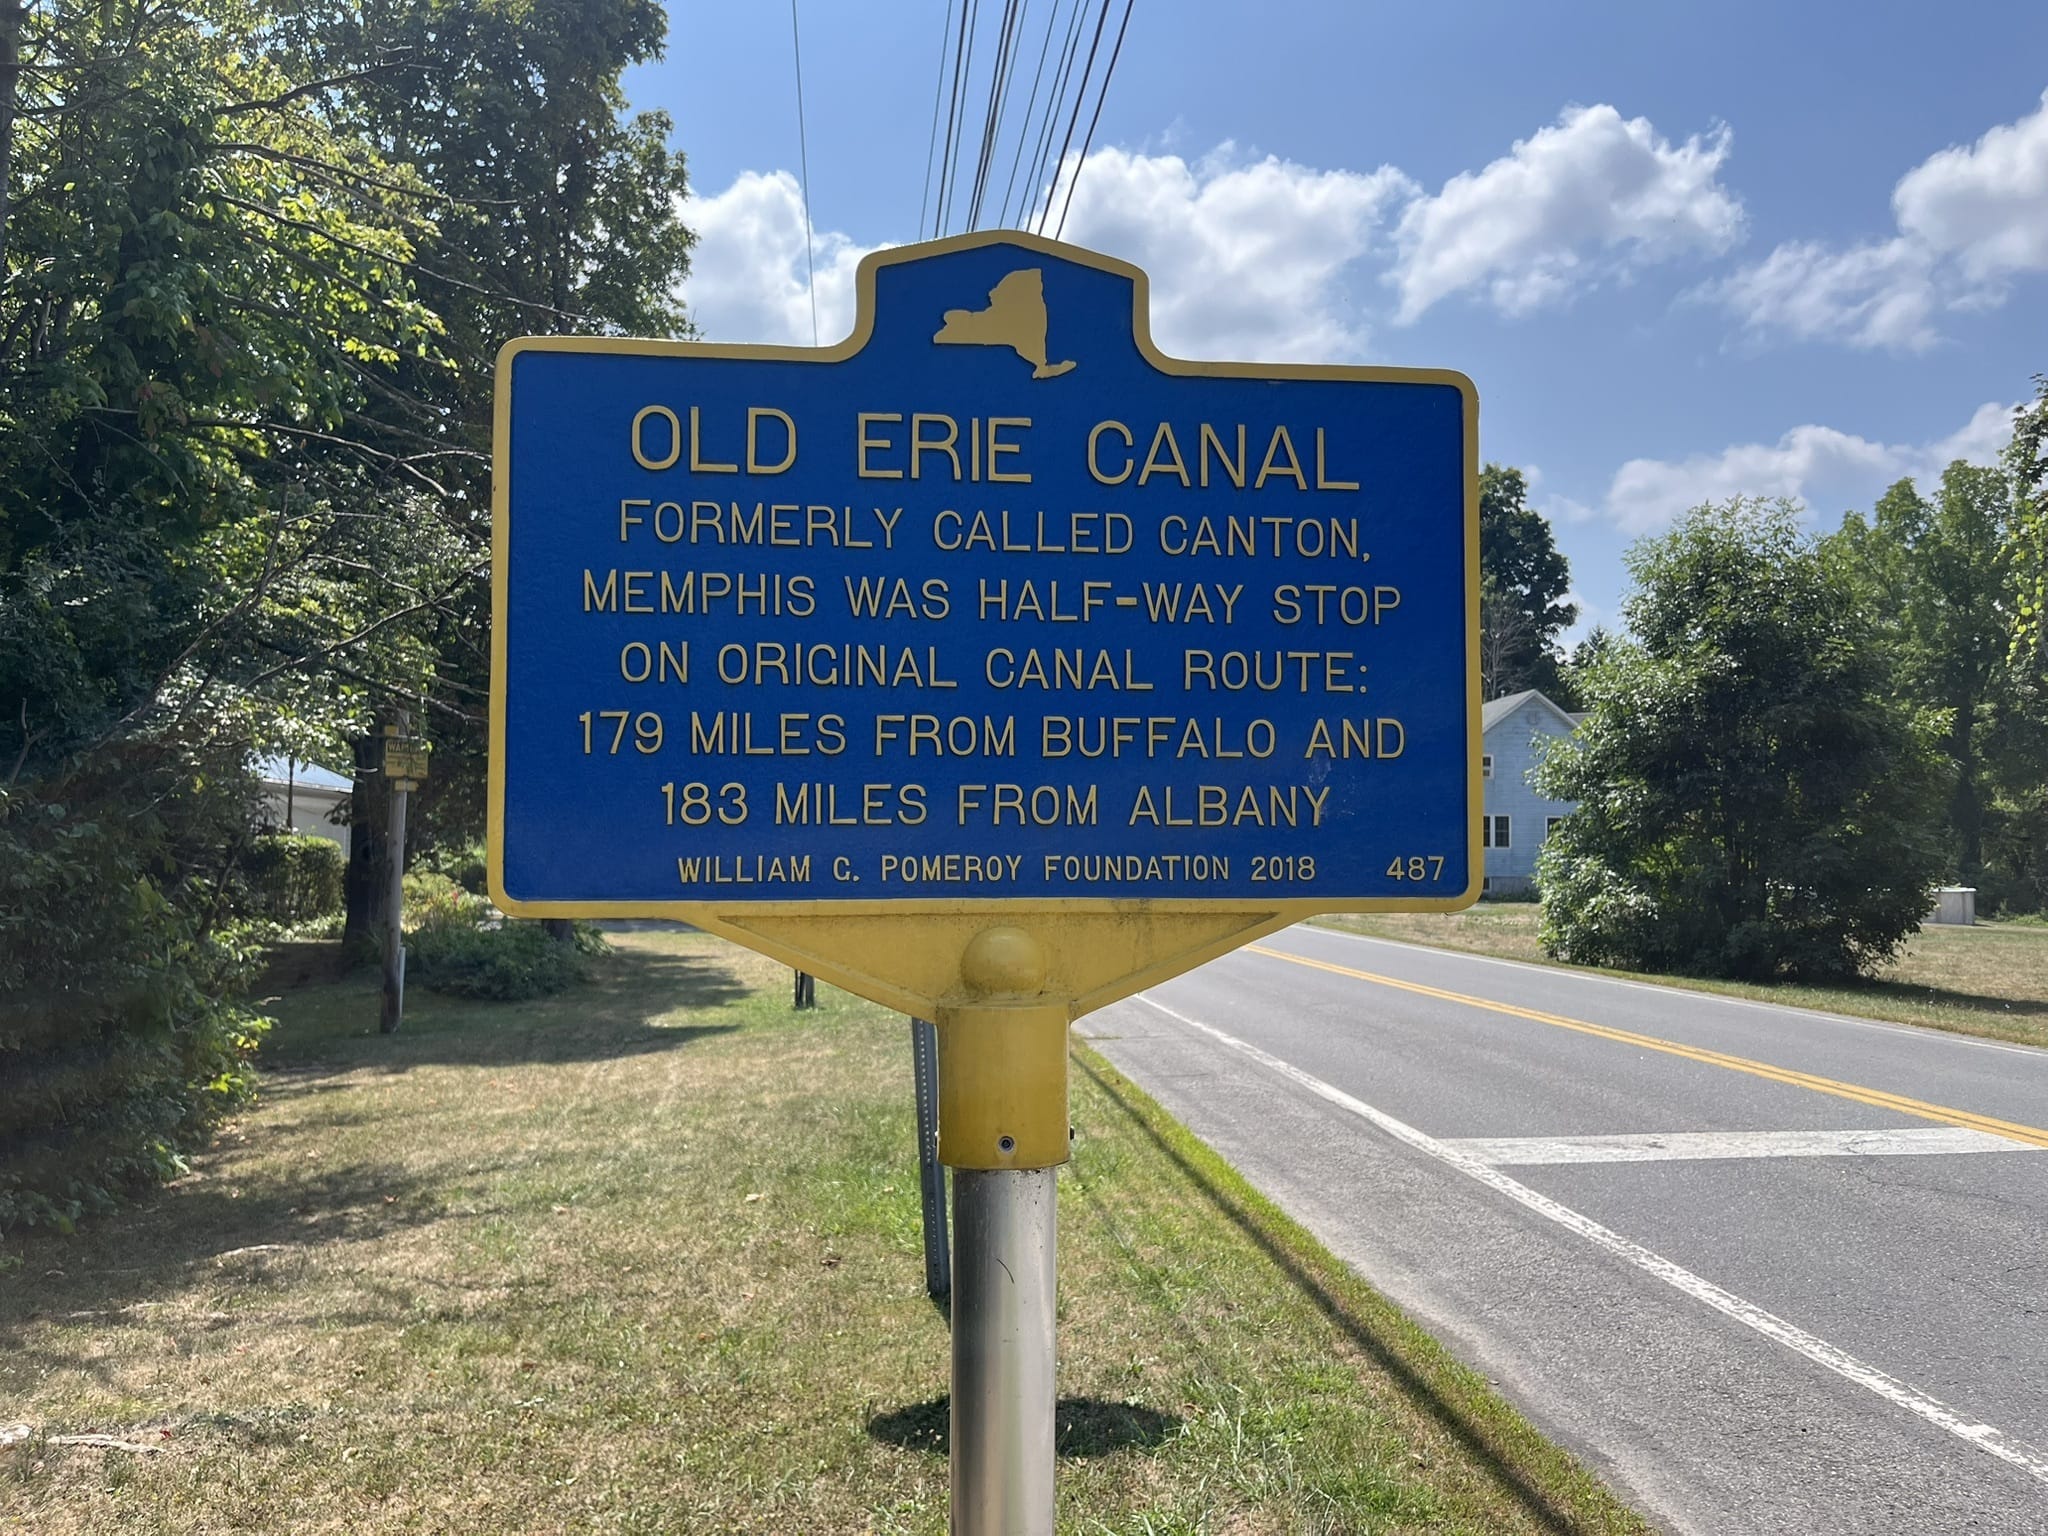 OLD ERIE CANAL
FORMERLY CALLED CANTON,
MEMPHIS WAS HALF-WAY STOP
ON ORIGINAL CANAL ROUTE:
179 MILES FROM BUFFALO AND
183 MILES FROM ALBANY
WILLIAM G. POMEROY FOUNDATION 2018 487